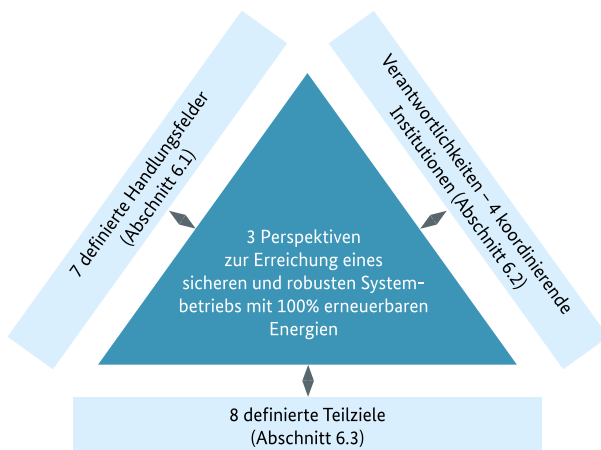 7 definierte Handlungsfelder
(Abschnitt 6.1)
Verantwortlichkeiten – 4 koordinierende
Institutionen (Abschnitt 6.2)
3 Perspektiven
zur Erreichung eines
sicheren und robusten System-
betriebs mit 100% erneuerbaren
Energien
8 definierte Teilziele
(Abschnitt 6.3)